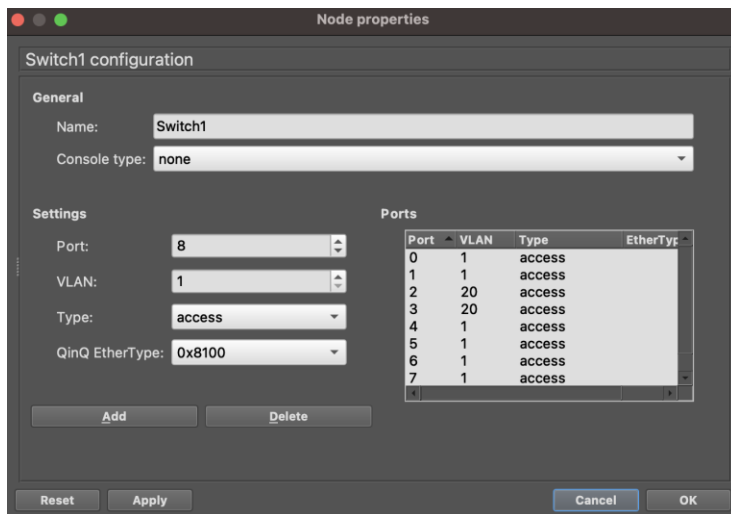 Node properties
Switch1 configuration
General
Name: Switch1
Console type: none
Settings
Port: 8
VLAN: 1
Type: access
QinQ EtherType: 0x8100
Add Delete
Ports
Port VLAN Type EtherTyp
0 1 access
1 1 access
2 20 access
3 20 access
4 1 access
5 1 access
6 1 access
7 1 access
Reset Apply Cancel OK